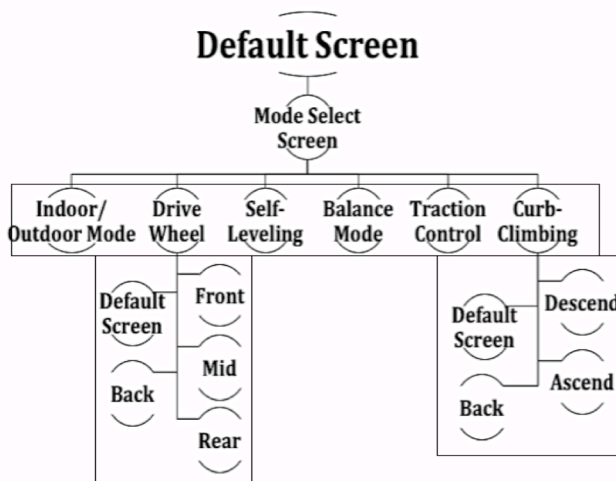 Default Screen
Mode Select
Screen
Indoor/
Outdoor Mode
Drive
Wheel
Self-
Leveling
Balance
Mode
Traction
Control
Curb-
Climbing
Default
Screen
Back
Front
Mid
Rear
Default
Screen
Back
Descend
Ascend